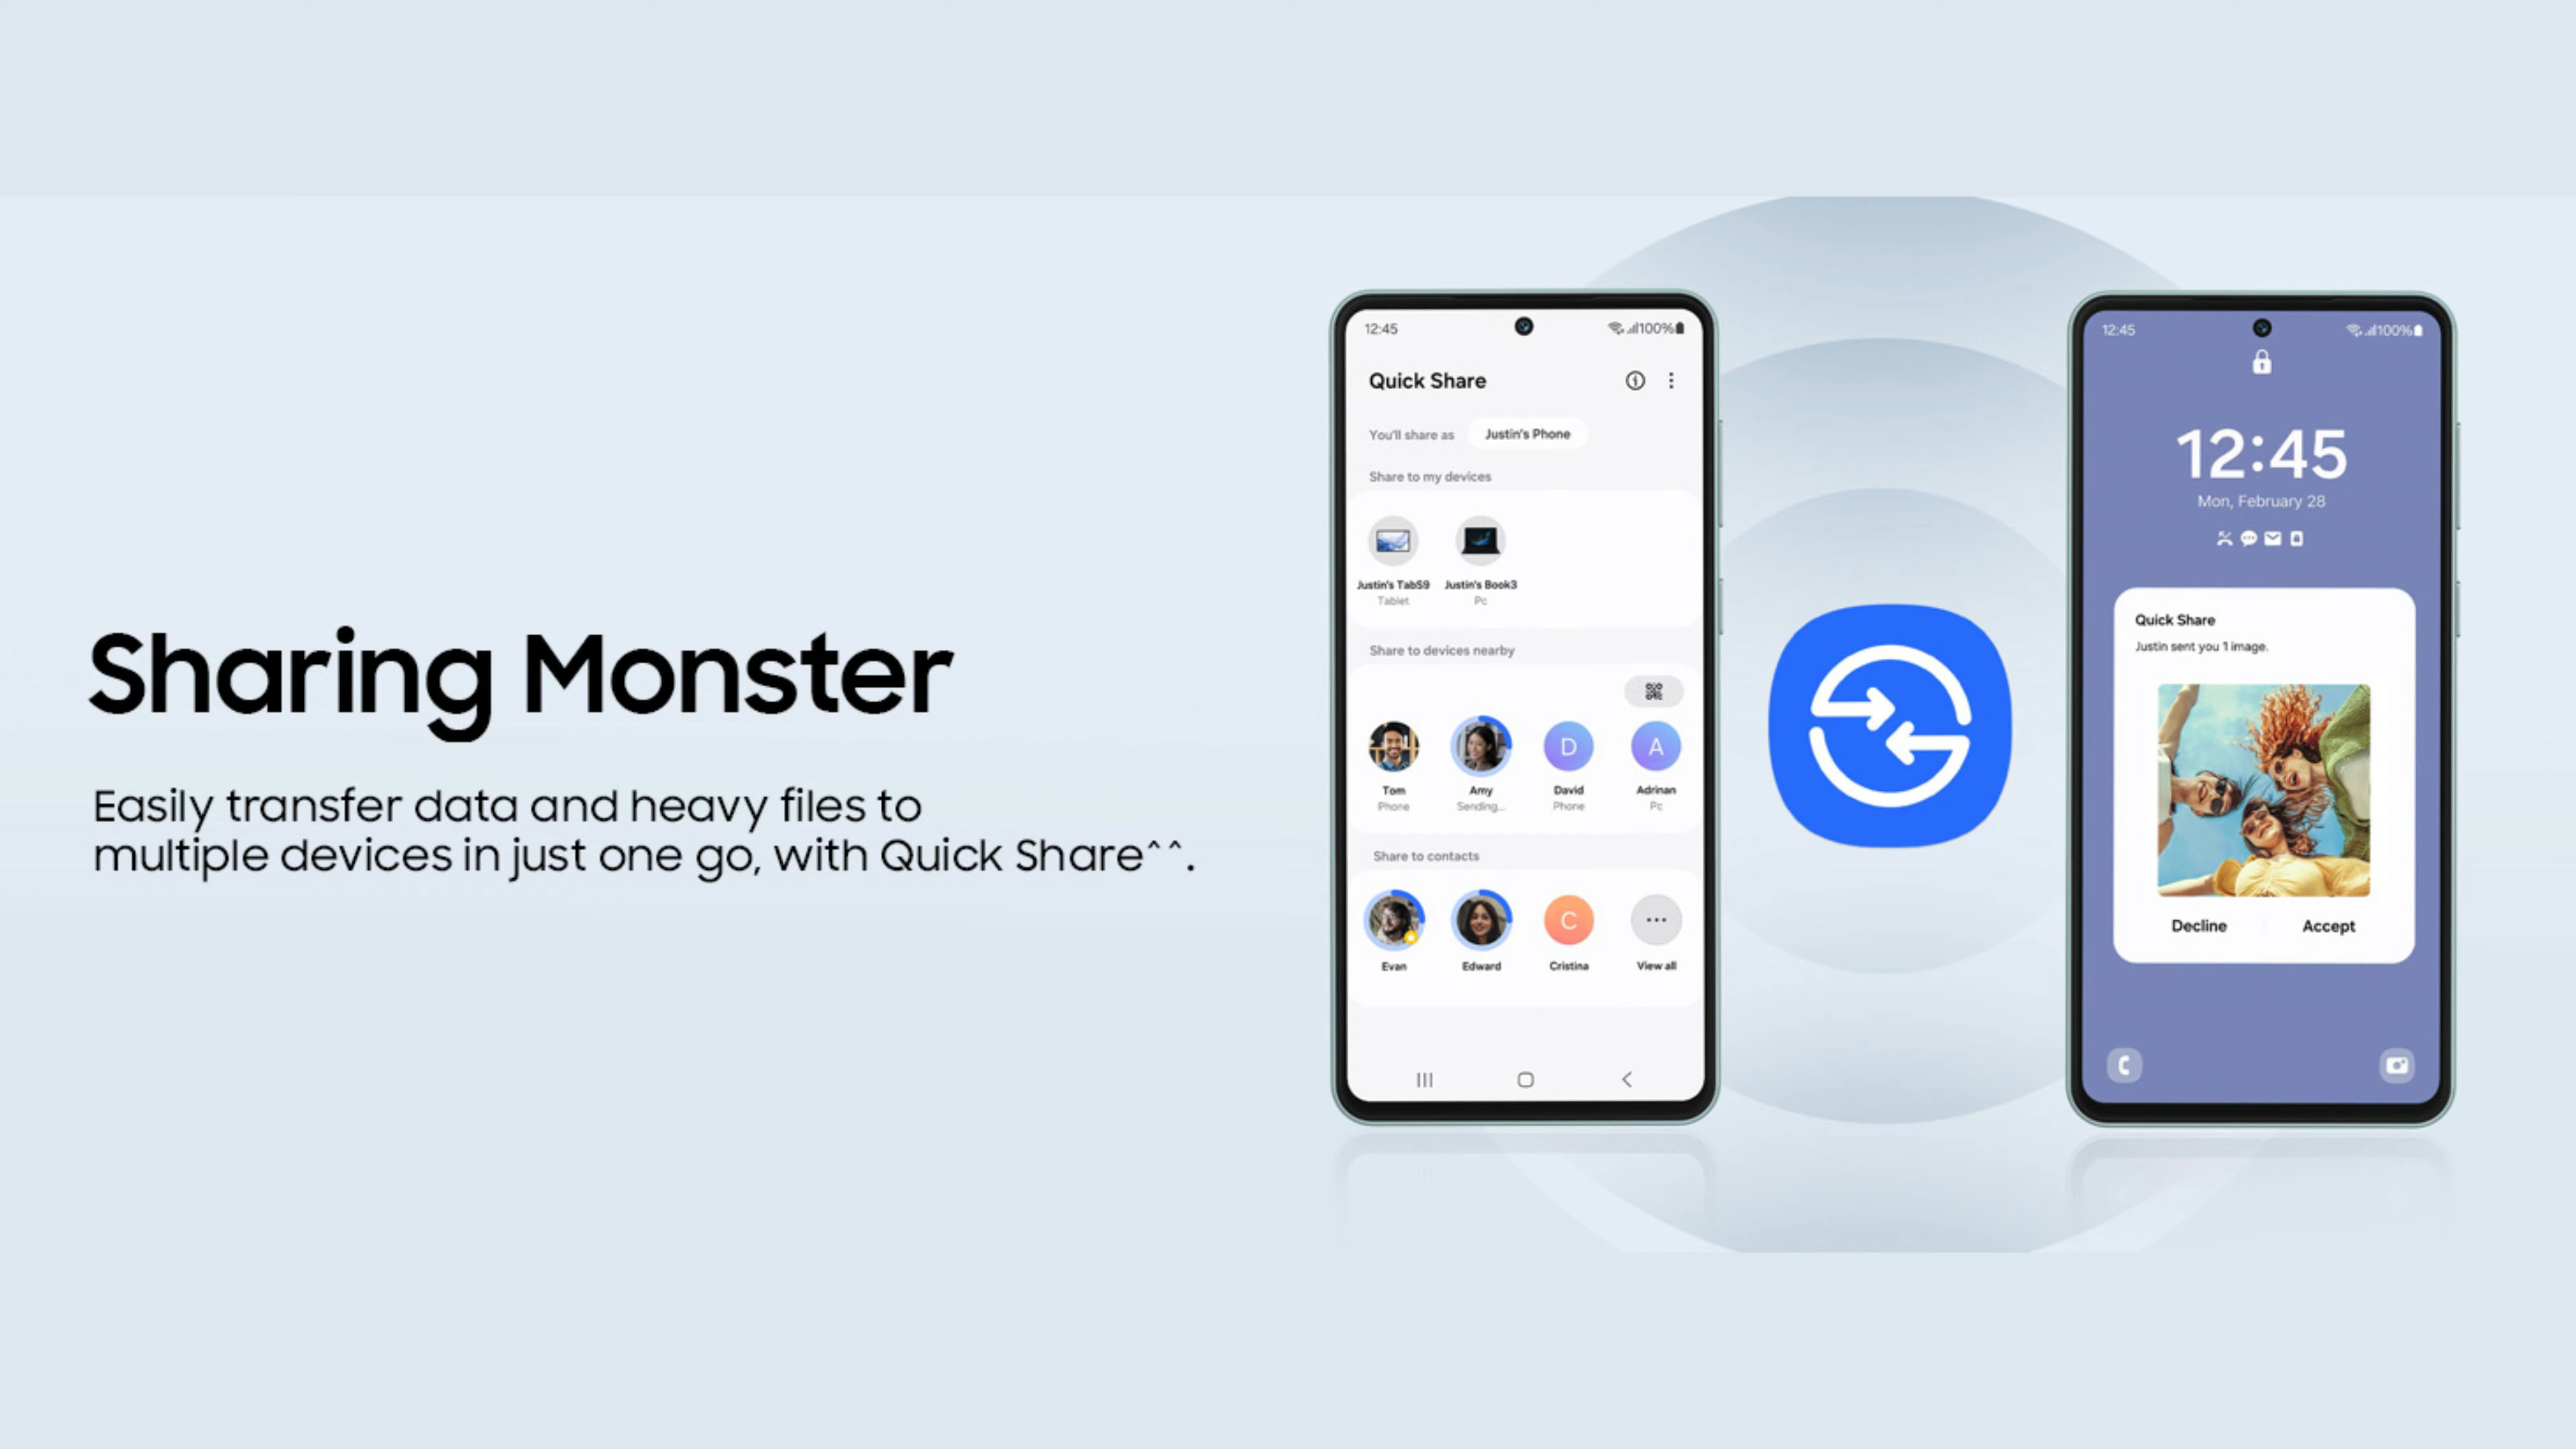 Sharing Monster
Easily transfer data and heavy files to
multiple devices in just one go, with Quick Share^^.
12:45
100%
Quick Share
You'll share as
Justin's Phone
Share to my devices
Justin's TabS9
Justin's Book3
Tablet
Pc
Share to devices nearby
Tom
Amy
D
David
A
Adrinan
Phone
Sending...
Phone
Pc
Share to contacts
C
Evan
Edward
Cristina
View all
12:45
100%
12:45
Mon, February 28
Quick Share
Justin sent you 1 image.
Decline
Accept